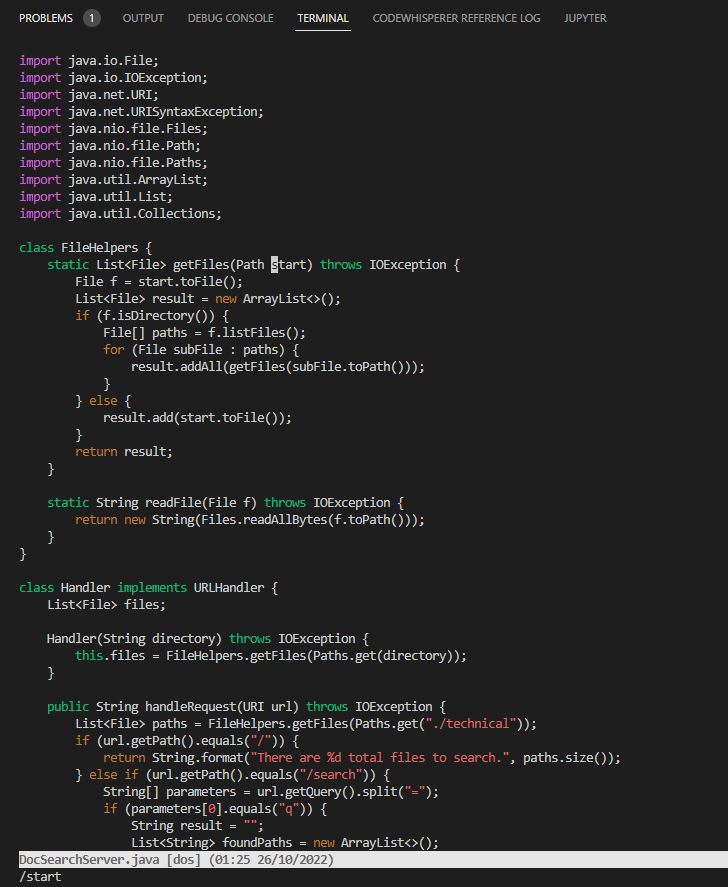 PROBLEMS 1 OUTPUT DEBUG CONSOLE TERMINAL CODEWHISPERER REFERENCE LOG JUPYTER
import java.io.File;
import java.io.IOException;
import java.net.URI;
import java.net.URISyntaxException;
import java.nio.file.Files;
import java.nio.file.Path;
import java.nio.file.Paths;
import java.util.ArrayList;
import java.util.List;
import java.util.Collections;

class FileHelpers {
    static List<File> getFiles(Path start) throws IOException {
        File f = start.toFile();
        List<File> result = new ArrayList<>();
        if (f.isDirectory()) {
            File[] paths = f.listFiles();
            for (File subFile : paths) {
                result.addAll(getFiles(subFile.toPath()));
            }
        } else {
            result.add(start.toFile());
        }
        return result;
    }

    static String readFile(File f) throws IOException {
        return new String(Files.readAllBytes(f.toPath()));
    }
}

class Handler implements URLHandler {
    List<File> files;

    Handler(String directory) throws IOException {
        this.files = FileHelpers.getFiles(Paths.get(directory));
    }

    public String handleRequest(URI url) throws IOException {
        List<File> paths = FileHelpers.getFiles(Paths.get("./technical"));
        if (url.getPath().equals("/")) {
            return String.format("There are %d total files to search.", paths.size());
        } else if (url.getPath().equals("/search")) {
            String[] parameters = url.getQuery().split("=");
            if (parameters[0].equals("q")) {
                String result = "";
                List<String> foundPaths = new ArrayList<>();
DocSearchServer.java [dos] (01:25 26/10/2022)
/start